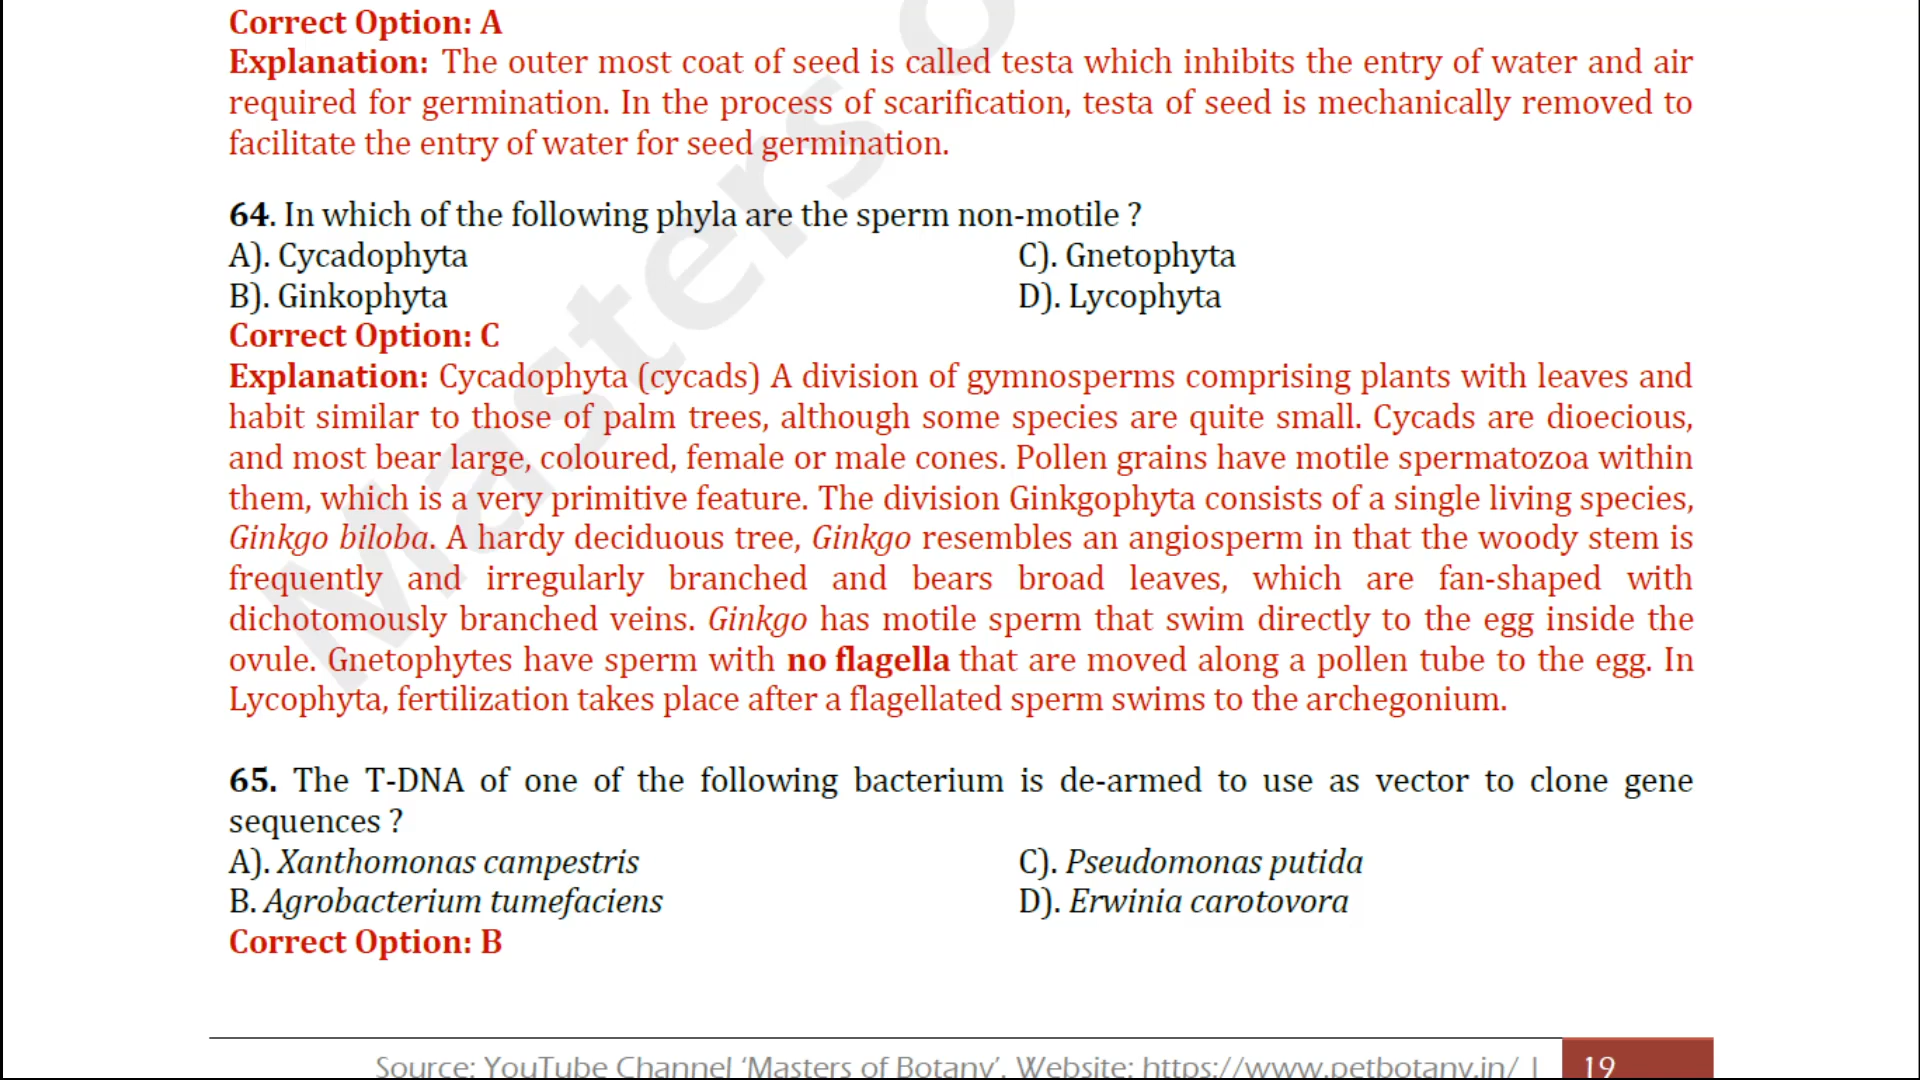 Correct Option: A
Explanation: The outer most coat of seed is called testa which inhibits the entry of water and air
required for germination. In the process of scarification, testa of seed is mechanically removed to
facilitate the entry of water for seed germination.
64. In which of the following phyla are the sperm non-motile ?
A). Cycadophyta
C). Gnetophyta
B). Ginkophyta
D). Lycophyta
Correct Option: C
Explanation: Cycadophyta (cycads) A division of gymnosperms comprising plants with leaves and
habit similar to those of palm trees, although some species are quite small. Cycads are dioecious,
and most bear large, coloured, female or male cones. Pollen grains have motile spermatozoa within
them, which is a very primitive feature. The division Ginkgophyta consists of a single living species,
Ginkgo biloba. A hardy deciduous tree, Ginkgo resembles an angiosperm in that the woody stem is
frequently and irregularly branched and bears broad leaves, which are fan-shaped with
dichotomously branched veins. Ginkgo has motile sperm that swim directly to the egg inside the
ovule. Gnetophytes have sperm with no flagella that are moved along a pollen tube to the egg. In
Lycophyta, fertilization takes place after a flagellated sperm swims to the archegonium.
65. The T-DNA of one of the following bacterium is de-armed to use as vector to clone gene
sequences ?
A). Xanthomonas campestris
C). Pseudomonas putida
B. Agrobacterium tumefaciens
D). Erwinia carotovora
Correct Option: B
Source: YouTube Channel 'Masters of Botany'. Website: https://www.petbotany.in/ | 19
Masters o